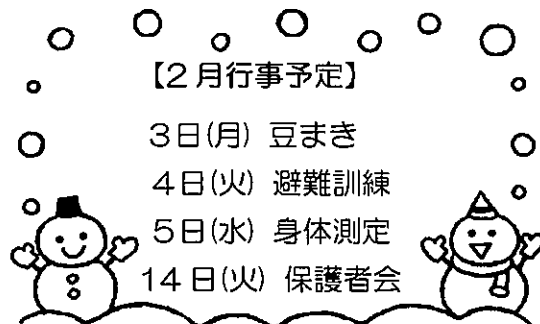 【2月行事予定】
3日(月) 豆まき
4日(火) 避難訓練
5日(水) 身体測定
14日(火) 保護者会